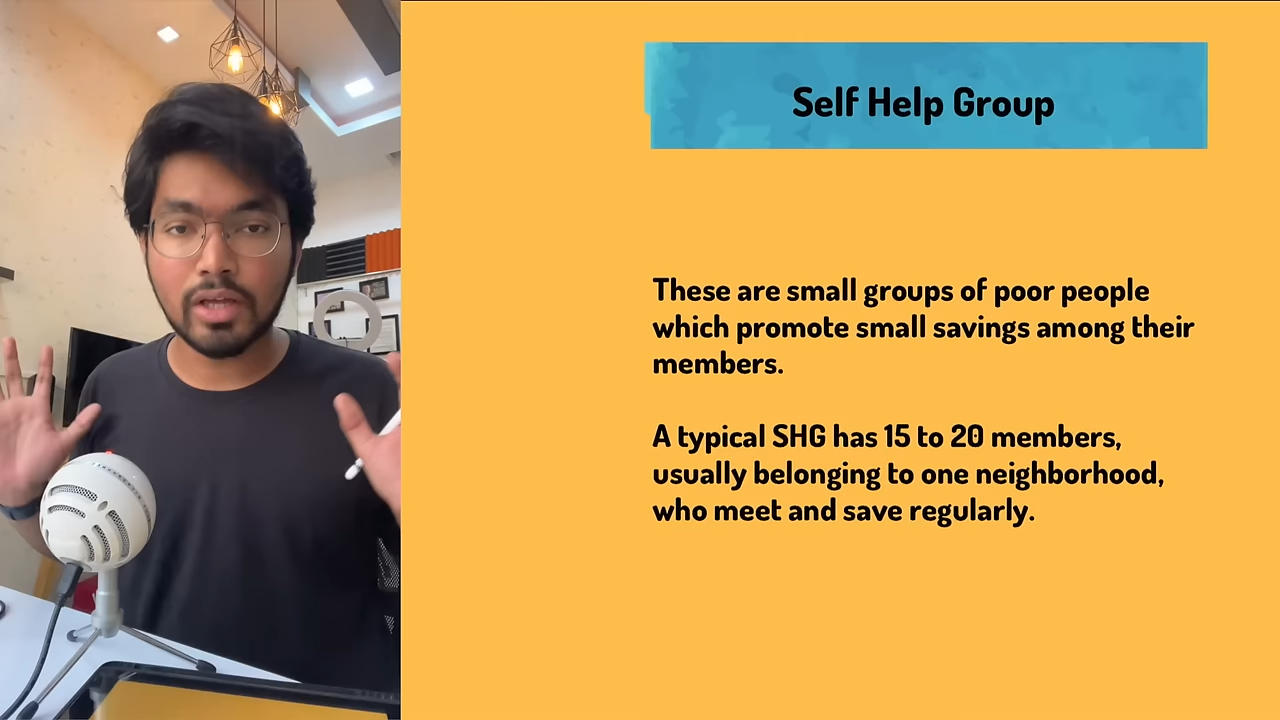 Self Help Group
These are small groups of poor people
which promote small savings among their
members.
A typical SHG has 15 to 20 members,
usually belonging to one neighborhood,
who meet and save regularly.